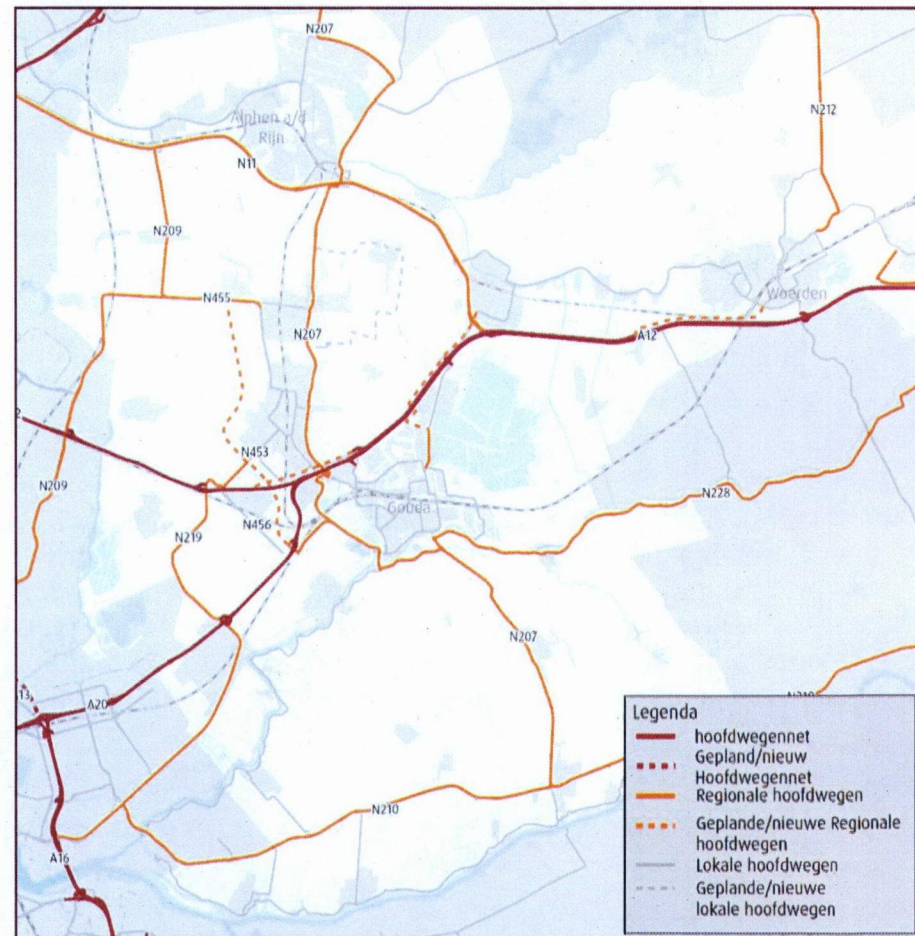 N207
Alphen a/d
Rijn
N212
N11
N209
N455
N207
Woerden
A12
N453
N209
N228
Gouda
N456
N219
N207
13
A20
N210
A16
Legenda
hoofdwegennet
Gepland/nieuw
Hoofdwegennet
Regionale hoofdwegen
Geplande/nieuwe Regionale
hoofdwegen
Lokale hoofdwegen
Geplande/nieuwe
lokale hoofdwegen